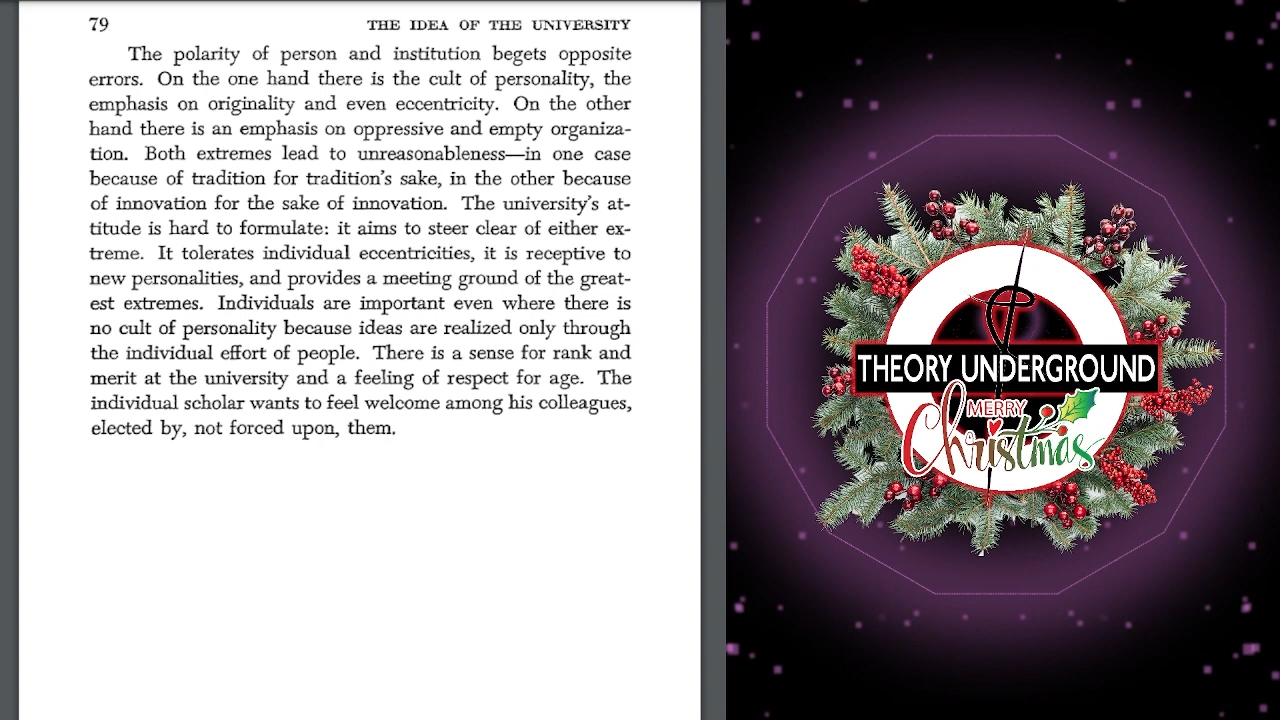 79 THE IDEA OF THE UNIVERSITY
The polarity of person and institution begets opposite
errors. On the one hand there is the cult of personality, the
emphasis on originality and even eccentricity. On the other
hand there is an emphasis on oppressive and empty organiza-
tion. Both extremes lead to unreasonableness—in one case
because of tradition for tradition's sake, in the other because
of innovation for the sake of innovation. The university's at-
titude is hard to formulate: it aims to steer clear of either ex-
treme. It tolerates individual eccentricities, it is receptive to
new personalities, and provides a meeting ground of the great-
est extremes. Individuals are important even where there is
no cult of personality because ideas are realized only through
the individual effort of people. There is a sense for rank and
merit at the university and a feeling of respect for age. The
individual scholar wants to feel welcome among his colleagues,
elected by, not forced upon, them.
THEORY UNDERGROUND
MERRY
Christmas